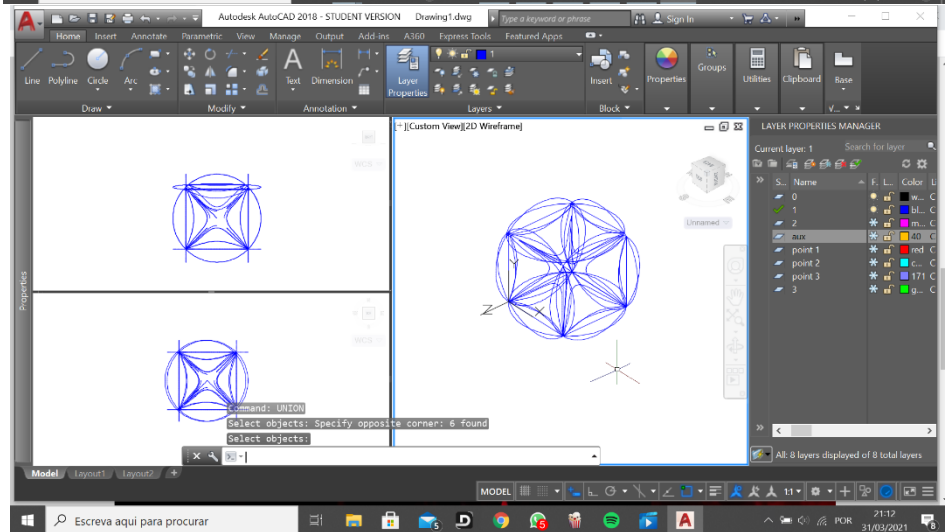 Autodesk AutoCAD 2018 - STUDENT VERSION Drawing1.dwg
Type a keyword or phrase
Sign In
Home Insert Annotate Parametric View Manage Output Add-ins A360 Express Tools Featured Apps
Line Polyline Circle Arc
Text Dimension
Layer Properties
1
Insert
Properties
Groups
Utilities
Clipboard
Base
Draw
Modify
Annotation
Layers
Block
[+][Custom View][2D Wireframe]
WCS
WCS
Unnamed
Z
X
Y
Properties
LAYER PROPERTIES MANAGER
Current layer: 1
Search for layer
S... Name F. L... Color
0 w... C
1 bl... C
2 m... C
aux 40 C
point 1 red C
point 2 c... C
point 3 171 C
3 g... C
All: 8 layers displayed of 8 total layers
Command: UNION
Select objects: Specify opposite corner: 6 found
Select objects:
Model Layout1 Layout2 +
MODEL
1:1
Escreva aqui para procurar
POR
21:12
31/03/2021